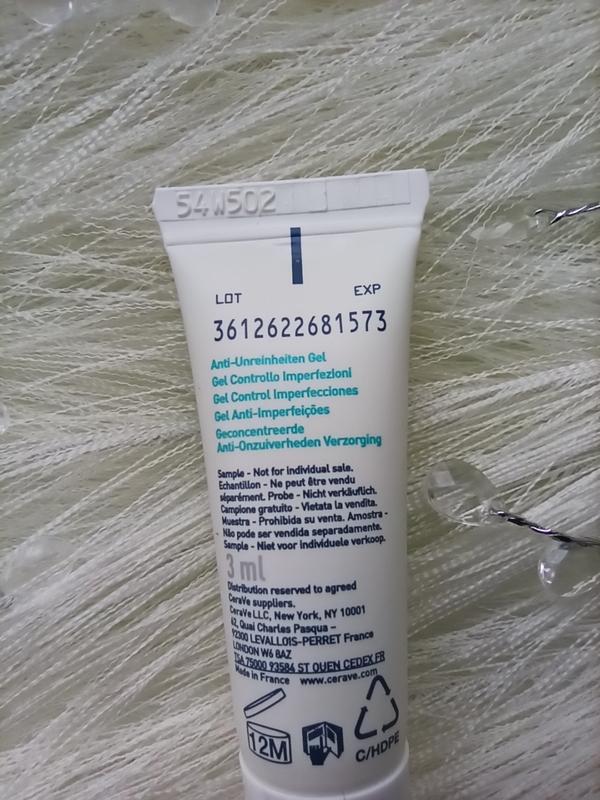 54W502
LOT EXP
3612622681573
Anti-Unreinheiten Gel
Gel Controllo Imperfezioni
Gel Control Imperfecciones
Gel Anti-Imperfeições
Geconcentreerde
Anti-Onzuiverheden Verzorging
Sample - Not for individual sale.
Echantillon - Ne peut être vendu
séparément. Probe - Nicht verkäuflich.
Campione gratuito - Vietata la vendita.
Muestra - Prohibida su venta. Amostra -
Não pode ser vendida separadamente.
Sample - Niet voor individuele verkoop.
3 ml
Distribution reserved to agreed
CeraVe suppliers.
CeraVe LLC, New York, NY 10001
62, Quai Charles Pasqua –
92300 LEVALLOIS-PERRET France
LONDON W6 8AZ
TSA 75000 93584 ST OUEN CEDEX FR
Made in France www.cerave.com
12M
C/HDPE